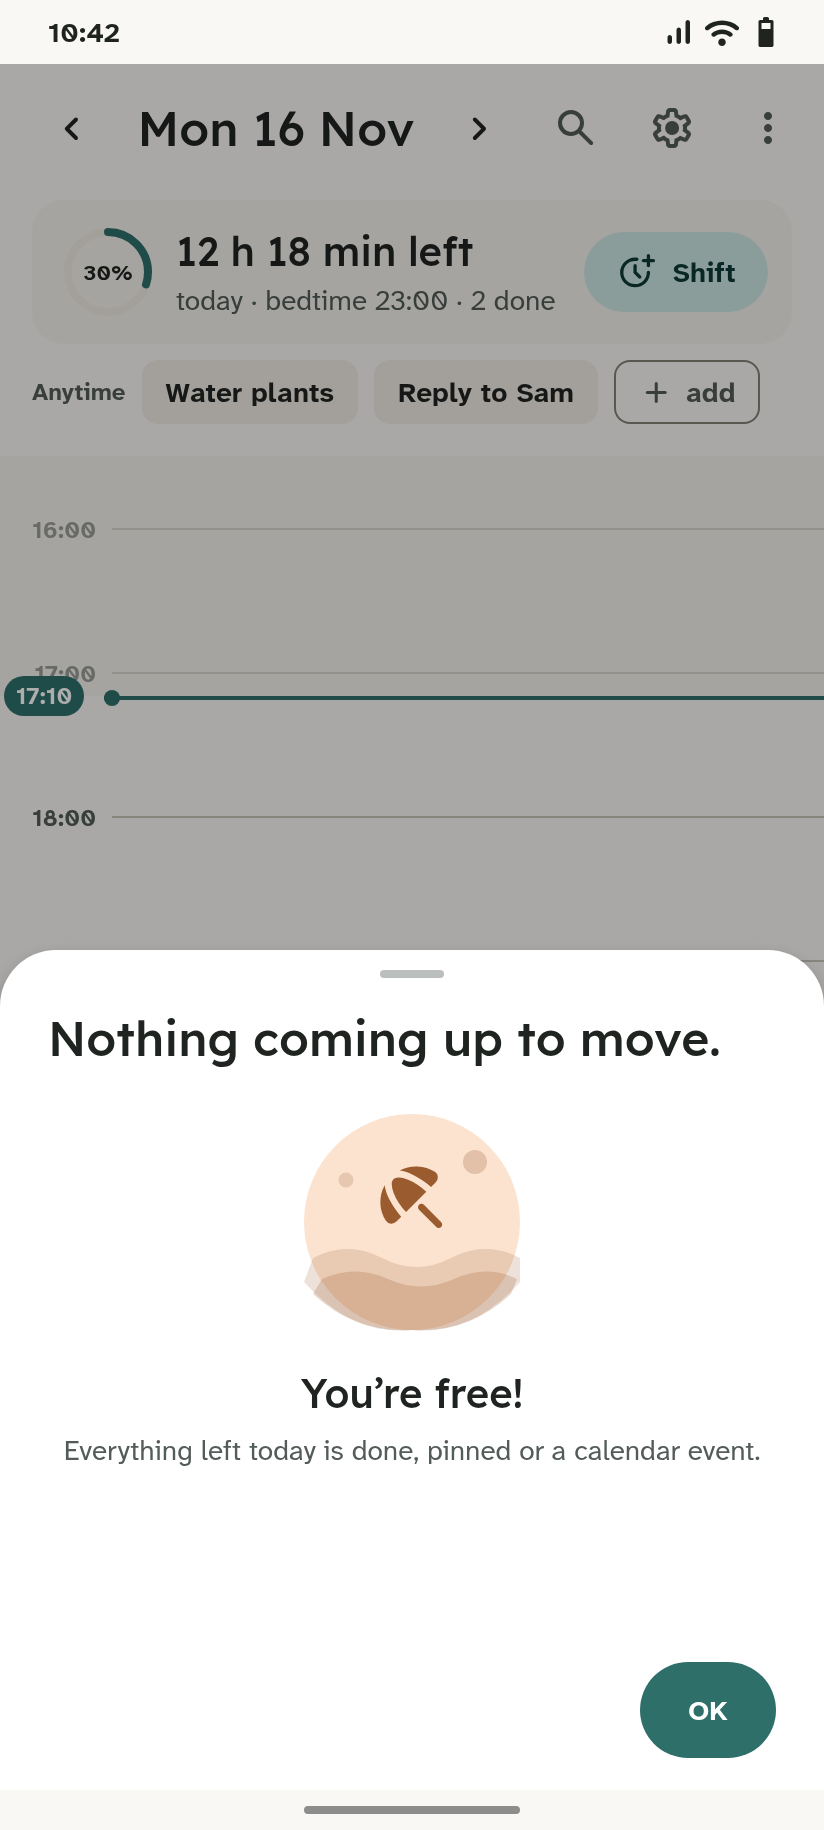 10:42
Mon 16 Nov
30%
12 h 18 min left
today · bedtime 23:00 · 2 done
Shift
Anytime
Water plants
Reply to Sam
add
16:00
17:00
17:10
18:00
Nothing coming up to move.
You’re free!
Everything left today is done, pinned or a calendar event.
OK